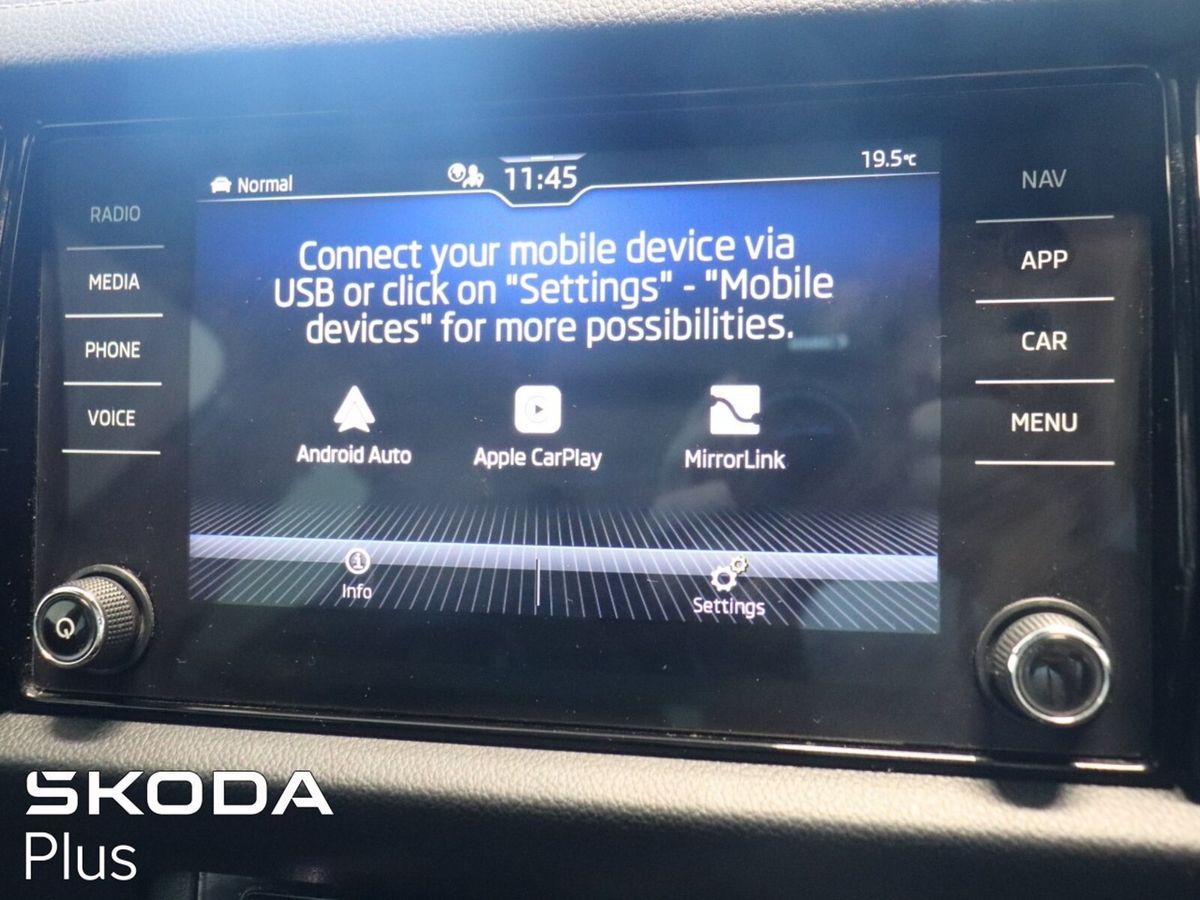 Normal
11:45
19.5°C
RADIO
MEDIA
PHONE
VOICE
NAV
APP
CAR
MENU
Connect your mobile device via
USB or click on "Settings" - "Mobile
devices" for more possibilities.
Android Auto
Apple CarPlay
MirrorLink
Info
Settings
ŠKODA
Plus